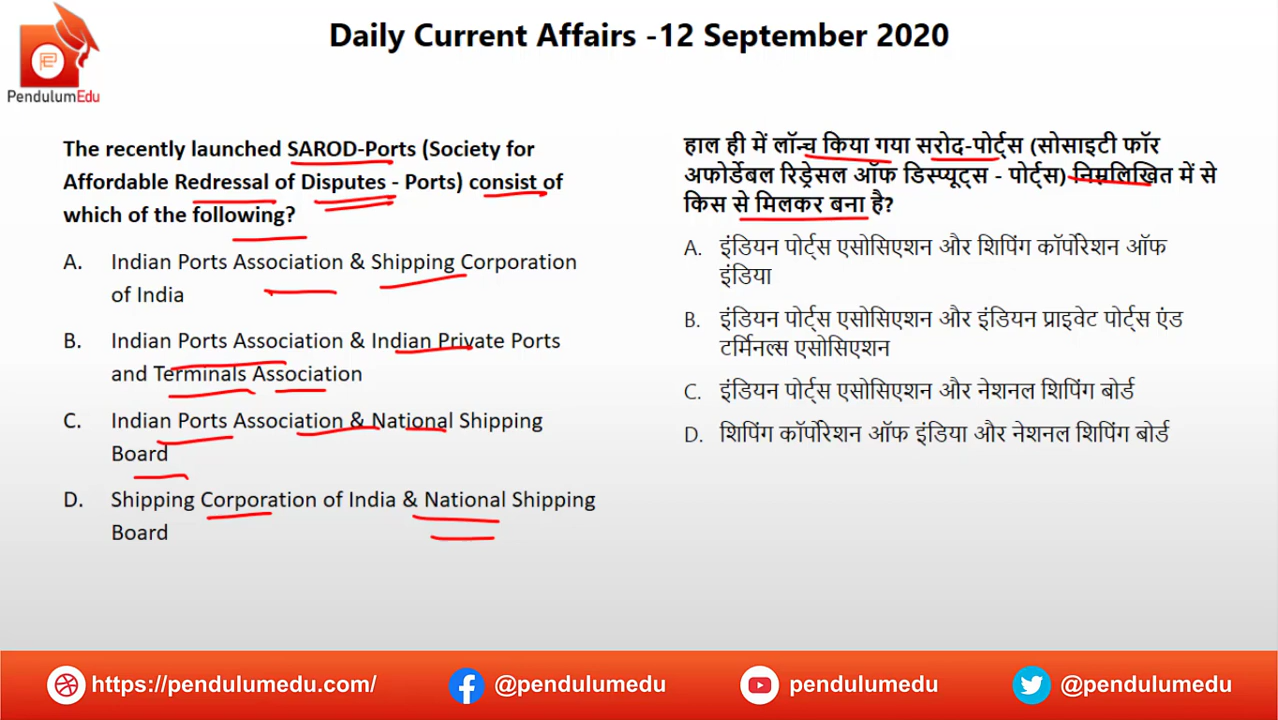 Daily Current Affairs -12 September 2020
PendulumEdu
The recently launched SAROD-Ports (Society for
Affordable Redressal of Disputes - Ports) consist of
which of the following?
A. Indian Ports Association & Shipping Corporation
of India
B. Indian Ports Association & Indian Private Ports
and Terminals Association
C. Indian Ports Association & National Shipping
Board
D. Shipping Corporation of India & National Shipping
Board
हाल ही में लॉन्च किया गया सरोद-पोर्ट्स (सोसाइटी फॉर
अफोर्डेबल रिड्रेसल ऑफ डिस्प्यूट्स - पोर्ट्स) निम्नलिखित में से
किस से मिलकर बना है?
A. इंडियन पोर्ट्स एसोसिएशन और शिपिंग कॉर्पोरेशन ऑफ
इंडिया
B. इंडियन पोर्ट्स एसोसिएशन और इंडियन प्राइवेट पोर्ट्स एंड
टर्मिनल्स एसोसिएशन
C. इंडियन पोर्ट्स एसोसिएशन और नेशनल शिपिंग बोर्ड
D. शिपिंग कॉर्पोरेशन ऑफ इंडिया और नेशनल शिपिंग बोर्ड
https://pendulumedu.com/ @pendulumedu pendulumedu @pendulumedu